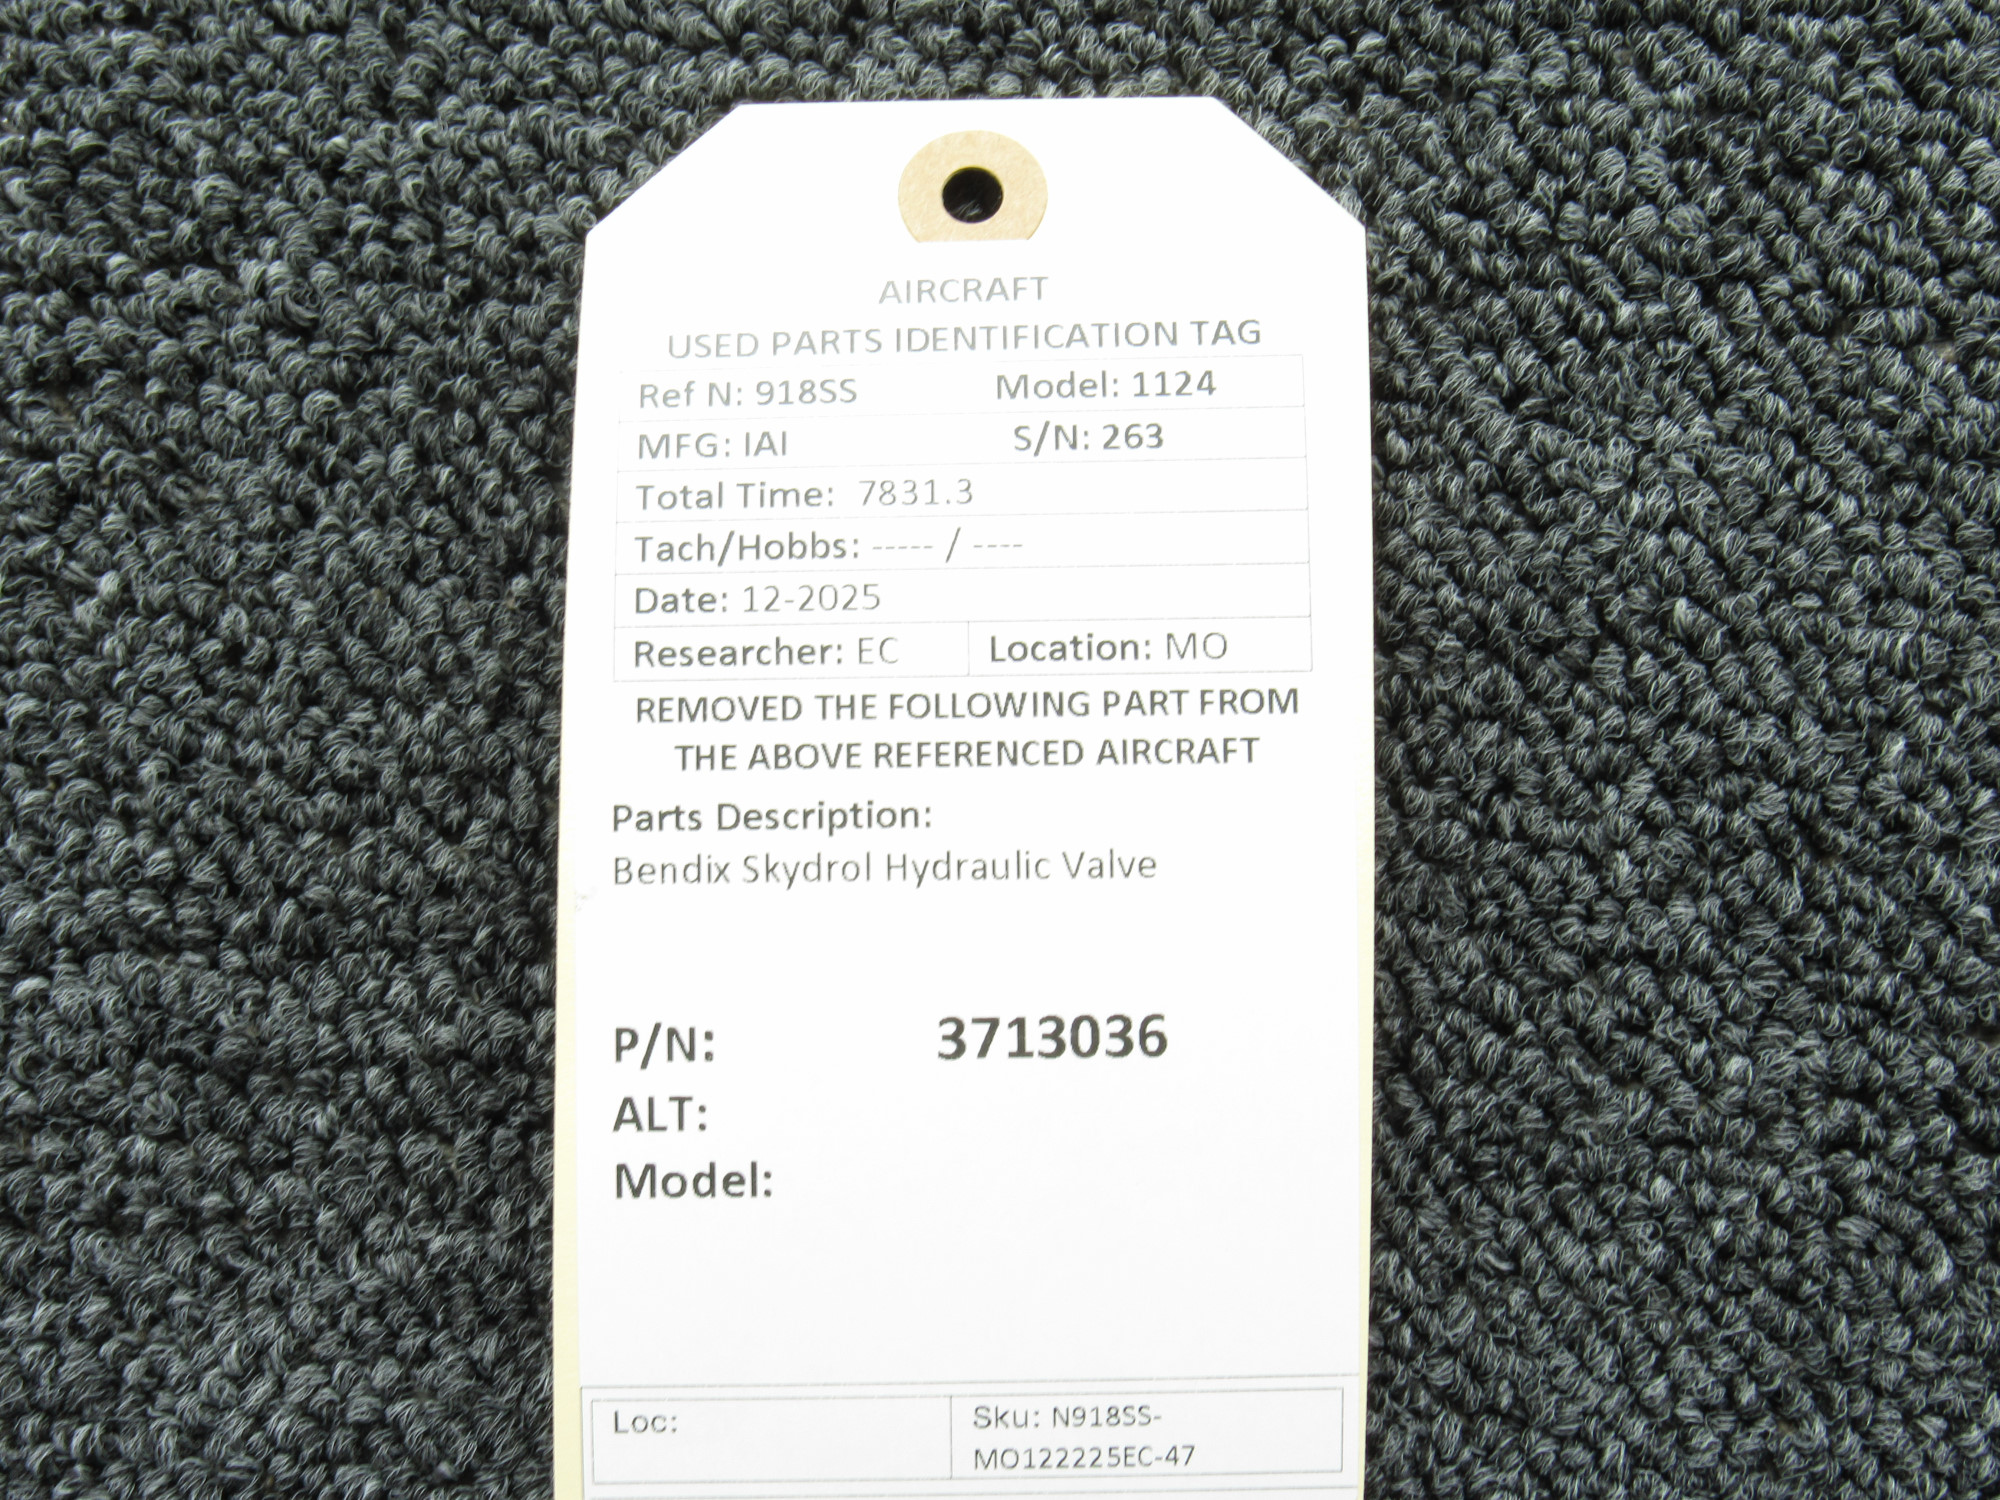 AIRCRAFT
USED PARTS IDENTIFICATION TAG
Ref N: 918SS Model: 1124
MFG: IAI S/N: 263
Total Time: 7831.3
Tach/Hobbs: ----- / ----
Date: 12-2025
Researcher: EC Location: MO
REMOVED THE FOLLOWING PART FROM
THE ABOVE REFERENCED AIRCRAFT
Parts Description:
Bendix Skydrol Hydraulic Valve
P/N: 3713036
ALT:
Model:
Loc: Sku: N918SS-
MO122225EC-47